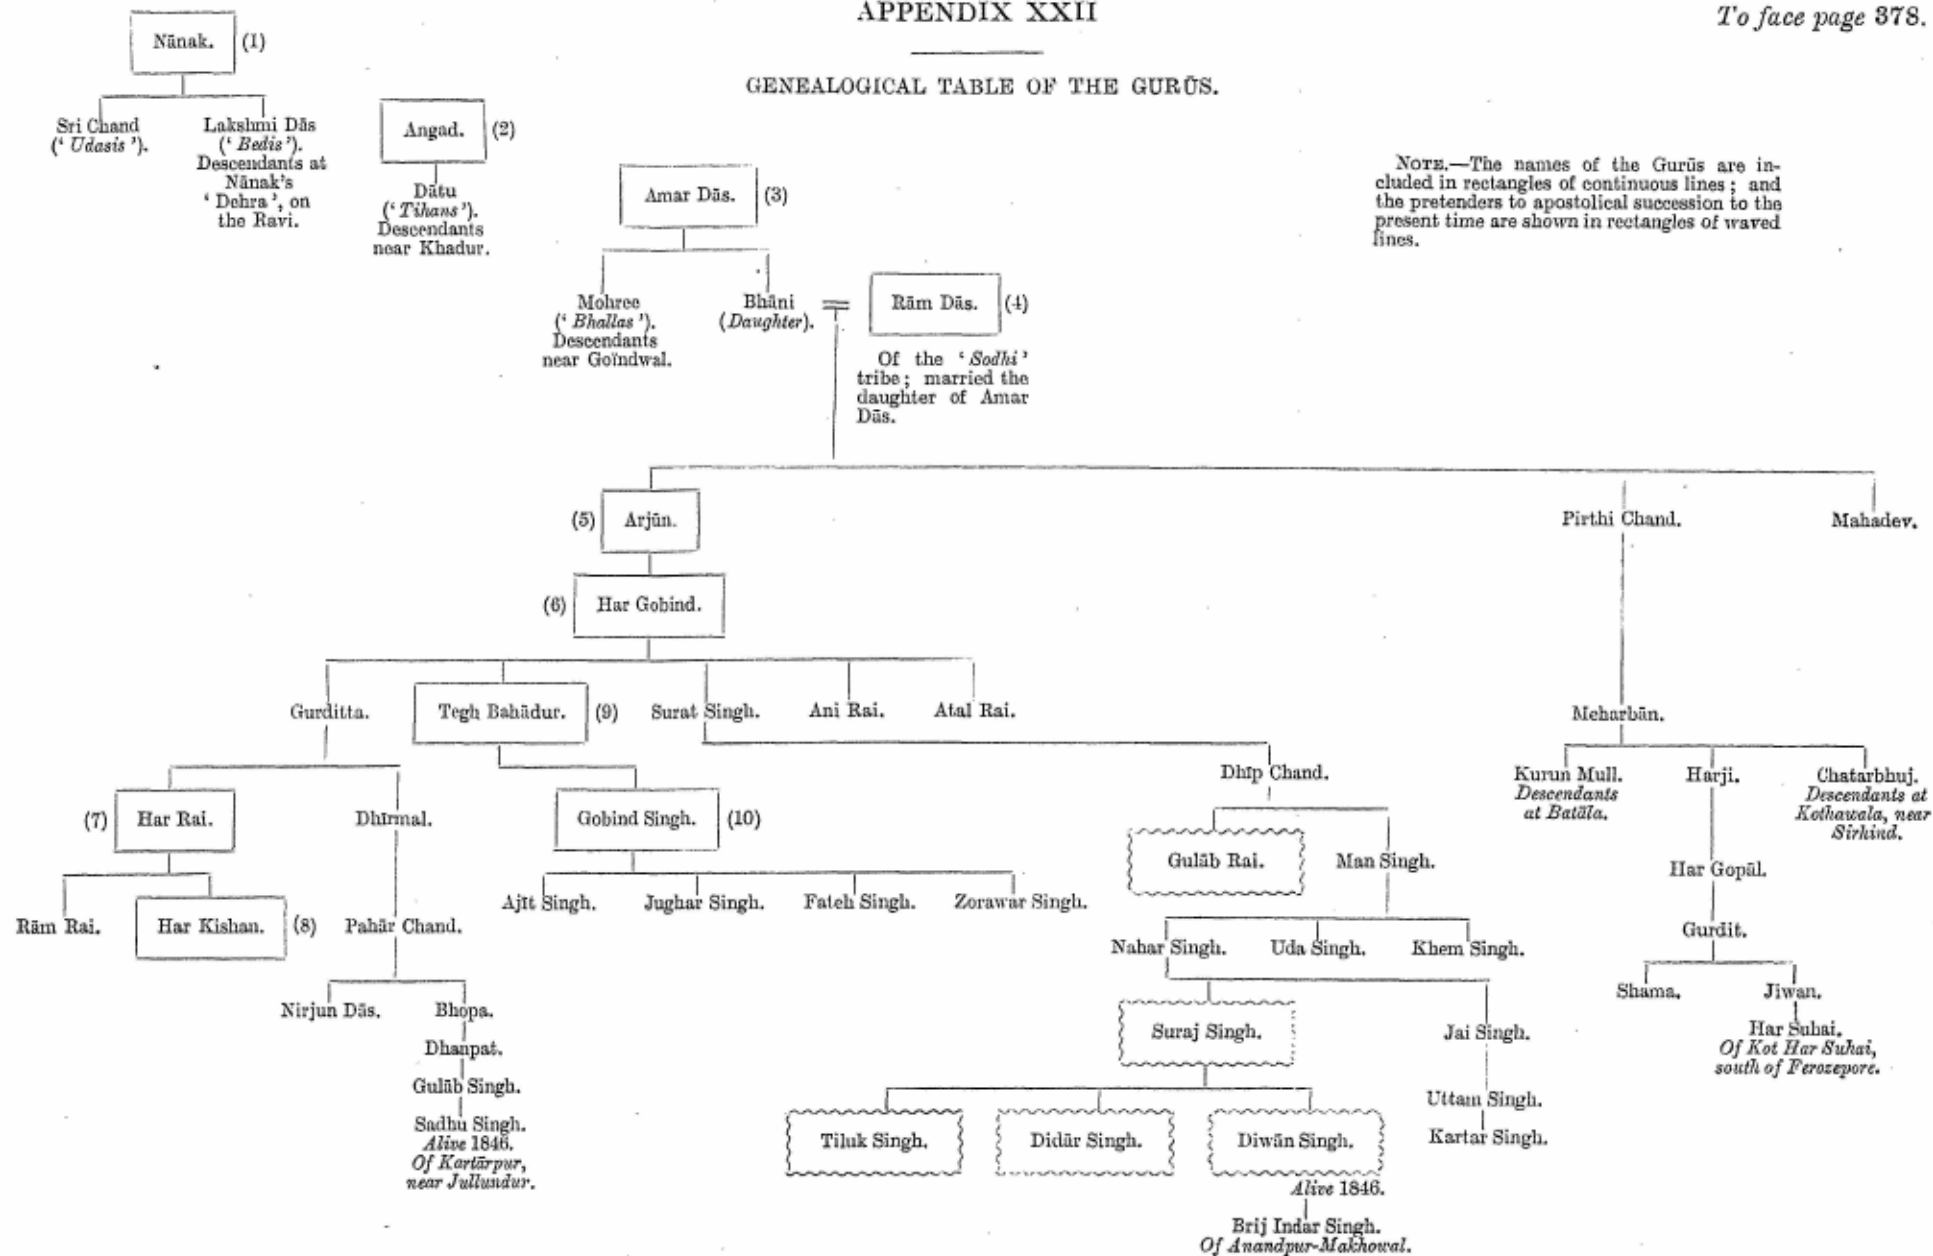 APPENDIX XXII
To face page 378.
GENEALOGICAL TABLE OF THE GURŪS.
Nānak. (1)
Sri Chand
(‘ Udasis ’).
Lakshmi Dās
(‘ Bedis ’).
Descendants at
Nānak's
‘ Dehra ’, on
the Ravi.
Angad. (2)
Dātu
(‘ Tihans ’).
Descendants
near Khadur.
Amar Dās. (3)
NOTE.—The names of the Gurūs are in-
cluded in rectangles of continuous lines ; and
the pretenders to apostolical succession to the
present time are shown in rectangles of waved
lines.
Mohree
(‘ Bhallas ’).
Descendants
near Goïndwal.
Bhāni
(Daughter).
Rām Dās. (4)
Of the ‘ Sodhi ’
tribe ; married the
daughter of Amar
Dās.
(5) Arjūn.
Pirthi Chand.
Mahadev.
(6) Har Gobind.
Gurditta.
Tegh Bahādur. (9)
Surat Singh.
Ani Rai.
Atal Rai.
Meharbān.
Dhīp Chand.
Kurun Mull.
Descendants
at Batāla.
Harji.
Chatarbhuj.
Descendants at
Kothawala, near
Sirhind.
(7) Har Rai.
Dhīrmal.
Gobind Singh. (10)
Gulāb Rai.
Man Singh.
Har Gopāl.
Rām Rai.
Har Kishan. (8)
Pahār Chand.
Ajīt Singh.
Jughar Singh.
Fateh Singh.
Zorawar Singh.
Nahar Singh.
Uda Singh.
Khem Singh.
Gurdit.
Shama.
Jiwan.
Har Suhai.
Of Kot Har Suhai,
south of Ferozepore.
Nirjun Dās.
Bhopa.
Dhanpat.
Gulāb Singh.
Sadhu Singh.
Alive 1846.
Of Kartārpur,
near Jullundur.
Suraj Singh.
Jai Singh.
Uttam Singh.
Kartar Singh.
Tiluk Singh.
Didār Singh.
Diwān Singh.
Alive 1846.
Brij Indar Singh.
Of Anandpur-Makhowal.